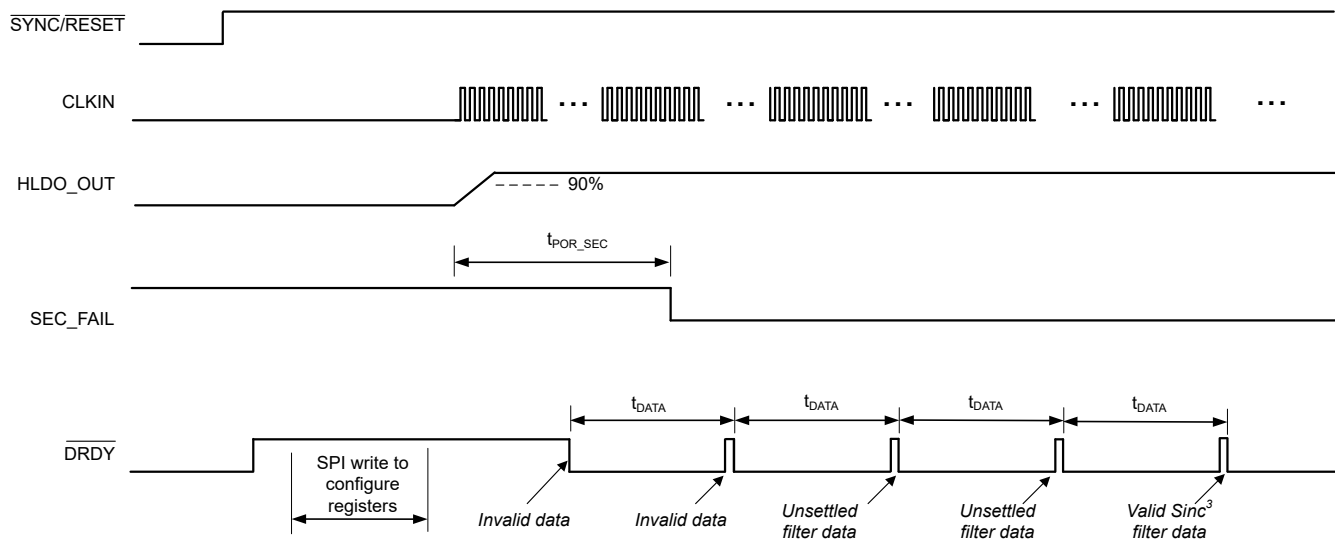 SYNC/RESET
CLKIN
...
...
...
...
...
HLDO_OUT
90%
tPOR_SEC
SEC_FAIL
tDATA
tDATA
tDATA
tDATA
DRDY
SPI write to
configure
registers
Invalid data
Invalid data
Unsettled
filter data
Unsettled
filter data
Valid Sinc³
filter data